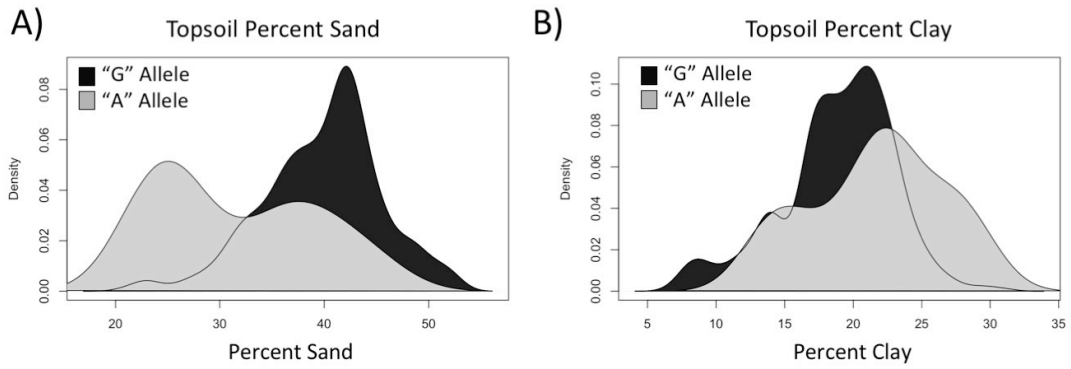 A)
Topsoil Percent Sand
"G" Allele
"A" Allele
Density
0.00
0.02
0.04
0.06
0.08
20 30 40 50
Percent Sand
B)
Topsoil Percent Clay
"G" Allele
"A" Allele
Density
0.00
0.02
0.04
0.06
0.08
0.10
5 10 15 20 25 30 35
Percent Clay